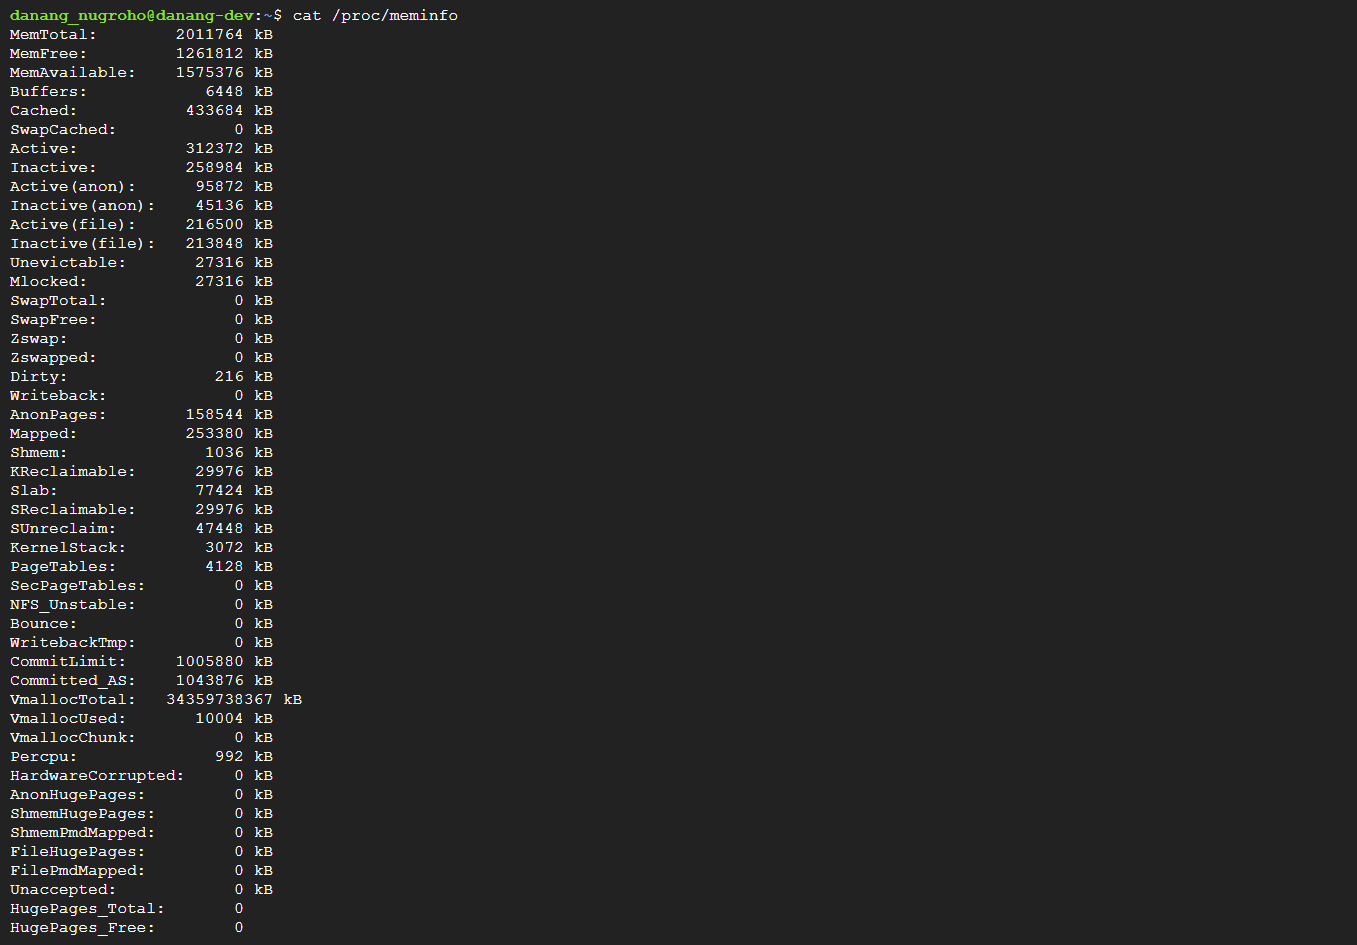 danang_nugroho@danang-dev:~$ cat /proc/meminfo
MemTotal:        2011764 kB
MemFree:         1261812 kB
MemAvailable:    1575376 kB
Buffers:            6448 kB
Cached:           433684 kB
SwapCached:            0 kB
Active:           312372 kB
Inactive:         258984 kB
Active(anon):      95872 kB
Inactive(anon):    45136 kB
Active(file):     216500 kB
Inactive(file):   213848 kB
Unevictable:       27316 kB
Mlocked:           27316 kB
SwapTotal:             0 kB
SwapFree:              0 kB
Zswap:                 0 kB
Zswapped:              0 kB
Dirty:               216 kB
Writeback:             0 kB
AnonPages:        158544 kB
Mapped:           253380 kB
Shmem:              1036 kB
KReclaimable:      29976 kB
Slab:              77424 kB
SReclaimable:      29976 kB
SUnreclaim:        47448 kB
KernelStack:        3072 kB
PageTables:         4128 kB
SecPageTables:         0 kB
NFS_Unstable:          0 kB
Bounce:                0 kB
WritebackTmp:          0 kB
CommitLimit:     1005880 kB
Committed_AS:    1043876 kB
VmallocTotal:   34359738367 kB
VmallocUsed:       10004 kB
VmallocChunk:          0 kB
Percpu:              992 kB
HardwareCorrupted:     0 kB
AnonHugePages:         0 kB
ShmemHugePages:        0 kB
ShmemPmdMapped:        0 kB
FileHugePages:         0 kB
FilePmdMapped:         0 kB
Unaccepted:            0 kB
HugePages_Total:       0
HugePages_Free:        0